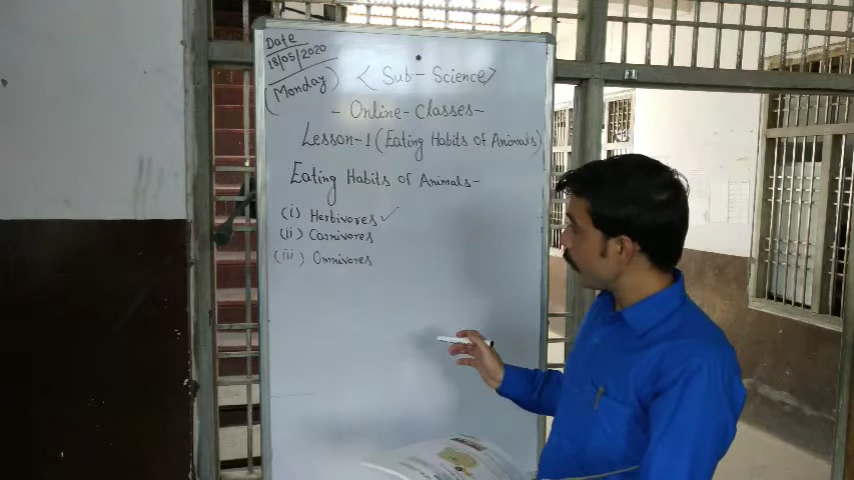 Date
18/05/2020
(Monday)
< Sub - Science >
- Online - Classes -
Lesson-1 (Eating Habits of Animals)
Eating Habits of Animals -
(i) Herbivores ✓
(ii) Carnivores
(iii) Omnivores